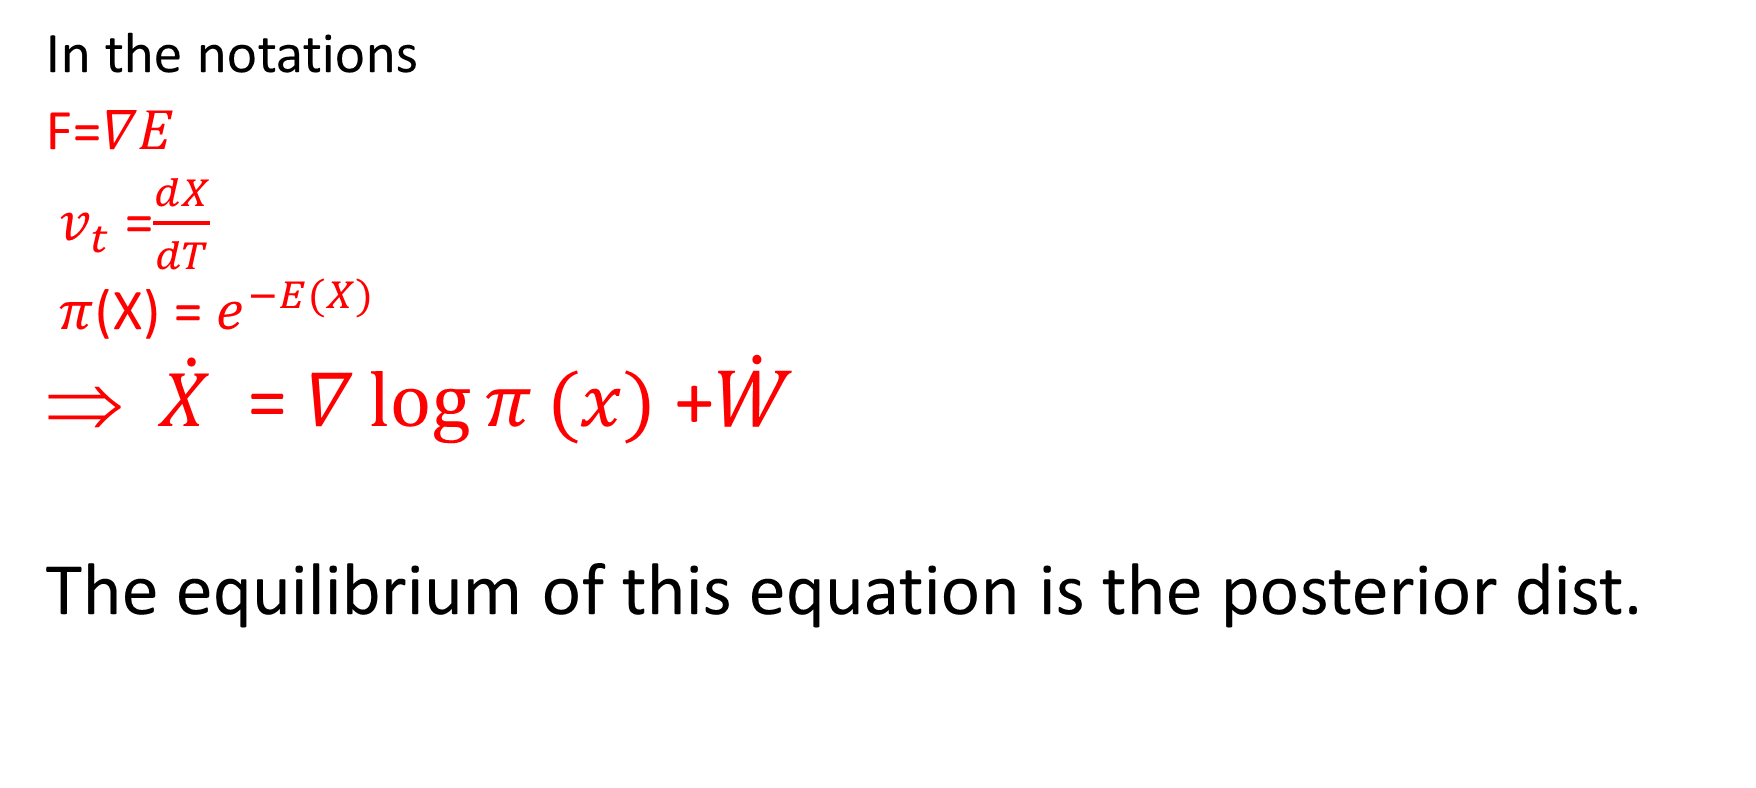 In the notations
F=∇E
v_t = dX/dT
π(X) = e^{−E(X)}
⟹ Ẋ = ∇ log π (x) +Ẇ
The equilibrium of this equation is the posterior dist.